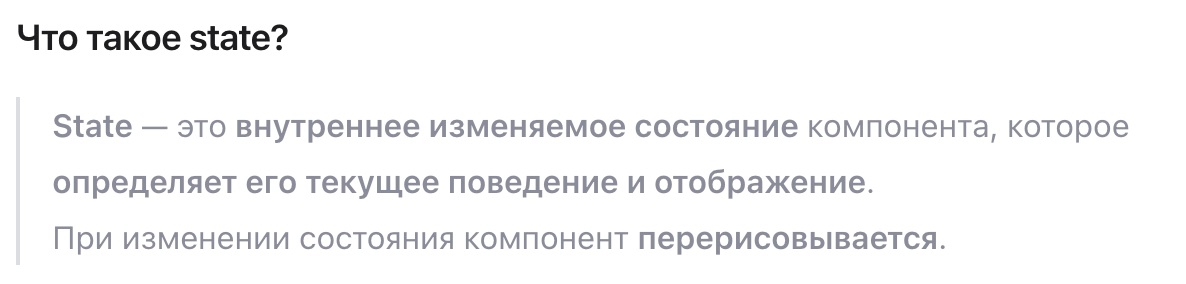 Что такое state?
State — это внутреннее изменяемое состояние компонента, которое
определяет его текущее поведение и отображение.
При изменении состояния компонент перерисовывается.